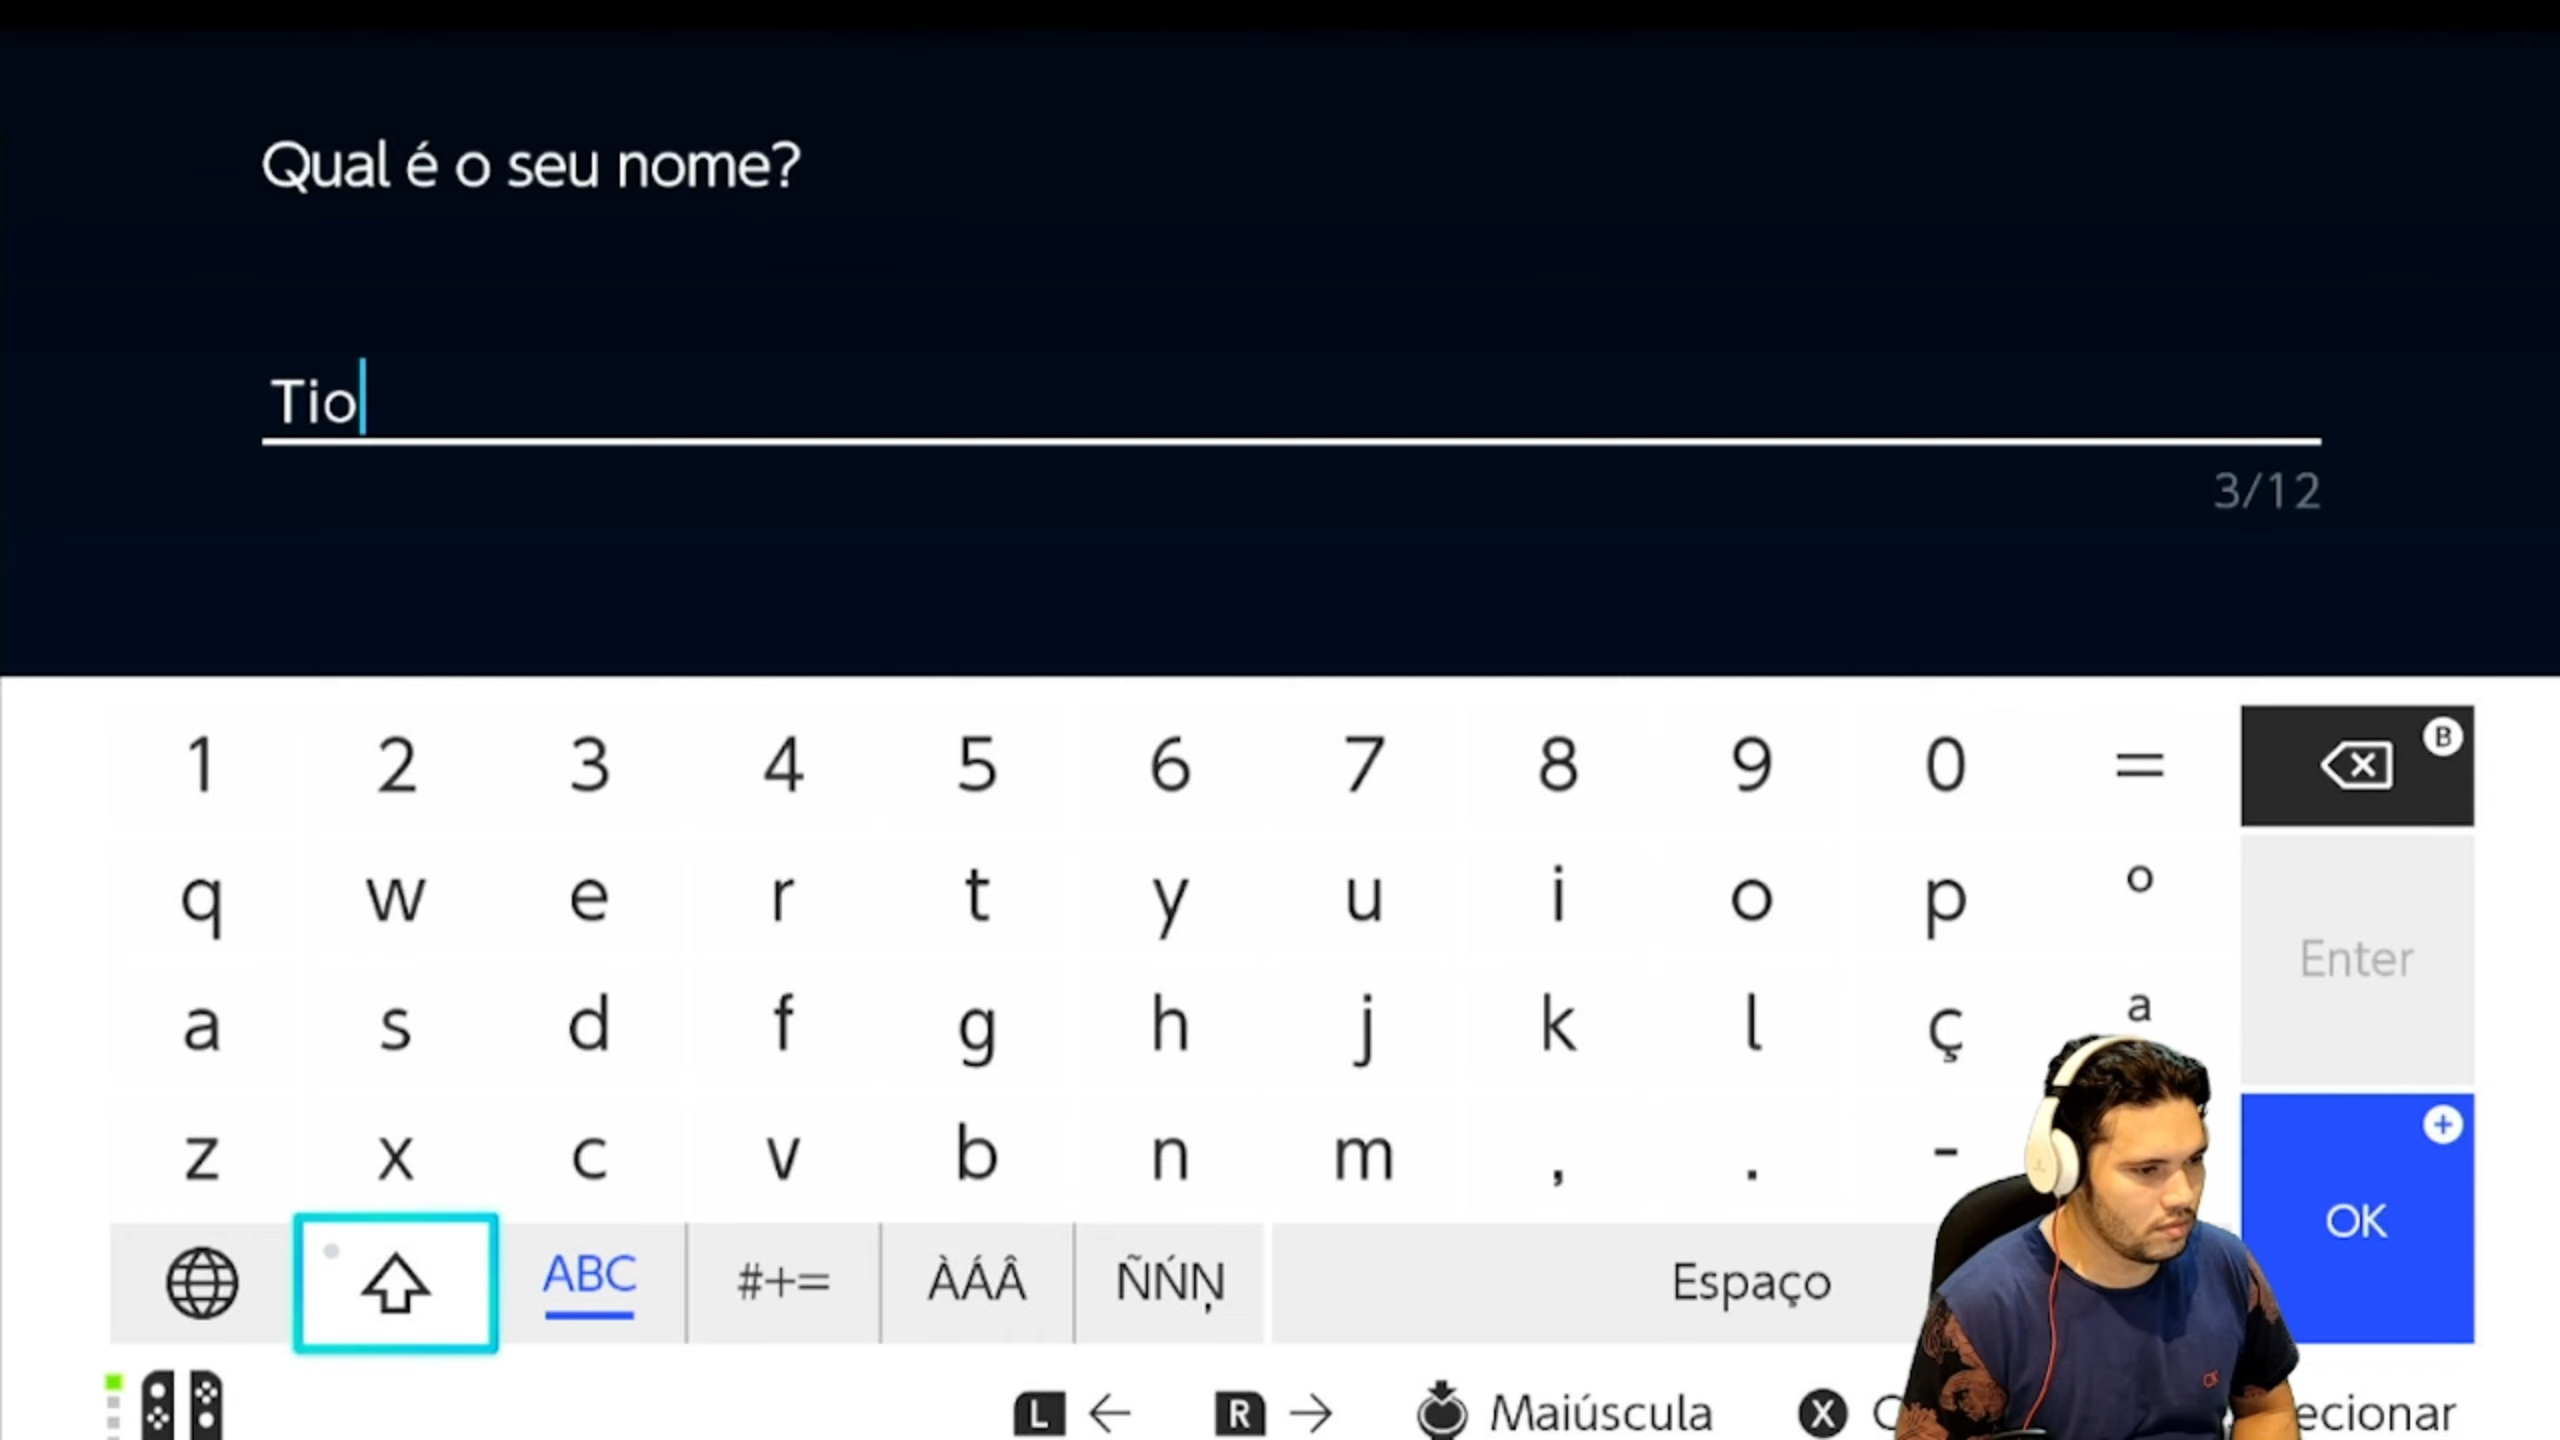 Qual é o seu nome?
Tio
3/12
1 2 3 4 5 6 7 8 9 0 = B
q w e r t y u i o p º
Enter
a s d f g h j k l ç ª
z x c v b n m , . -
OK
ABC #+= ÀÁÂ ÑŃŅ Espaço
L ← R → Maiúscula X